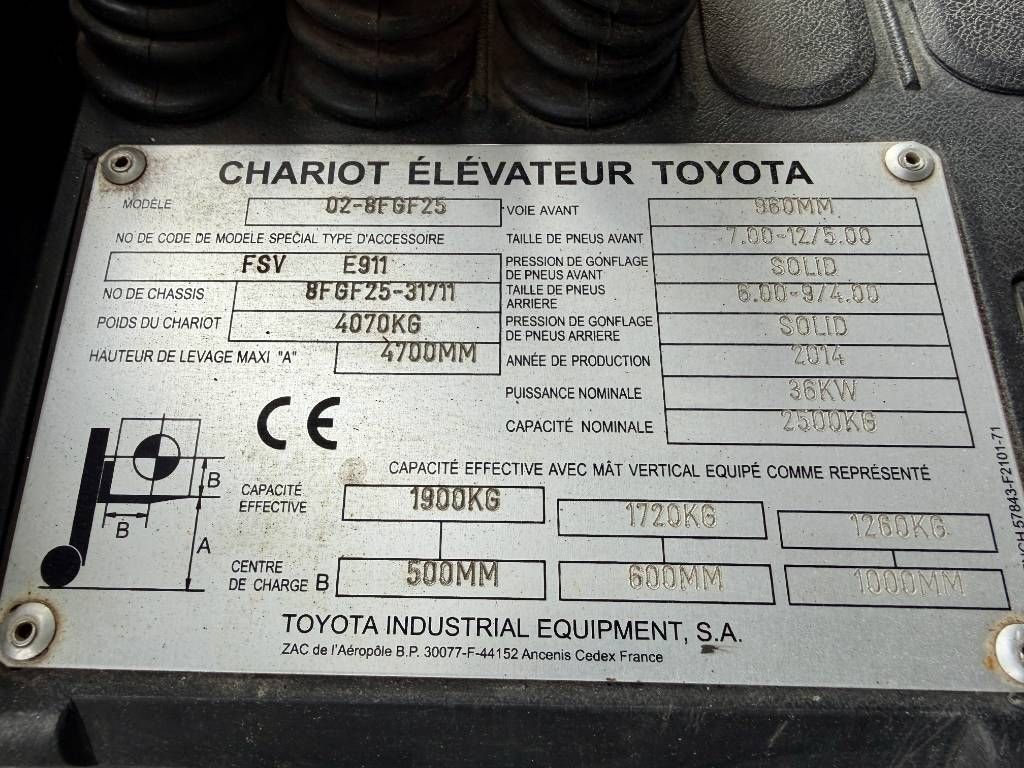 CHARIOT ÉLÉVATEUR TOYOTA
MODÈLE 02-8FGF25
NO DE CODE DE MODELE SPECIAL TYPE D'ACCESSOIRE
FSV E911
NO DE CHASSIS 8FGF25-31711
POIDS DU CHARIOT 4070KG
HAUTEUR DE LEVAGE MAXI "A" 4700MM
VOIE AVANT 960MM
TAILLE DE PNEUS AVANT 7.00-12/5.00
PRESSION DE GONFLAGE
DE PNEUS AVANT SOLID
TAILLE DE PNEUS
ARRIERE 6.00-9/4.00
PRESSION DE GONFLAGE
DE PNEUS ARRIERE SOLID
ANNÉE DE PRODUCTION 2014
PUISSANCE NOMINALE 36KW
CAPACITÉ NOMINALE 2500KG
CE
B
B
A
CAPACITÉ EFFECTIVE AVEC MÂT VERTICAL EQUIPÉ COMME REPRÉSENTÉ
CAPACITÉ
EFFECTIVE 1900KG 1720KG 1260KG
CENTRE
DE CHARGE B 500MM 600MM 1000MM
TOYOTA INDUSTRIAL EQUIPMENT, S.A.
ZAC de l'Aéropôle B.P. 30077-F-44152 Ancenis Cedex France
57843-F2101-71